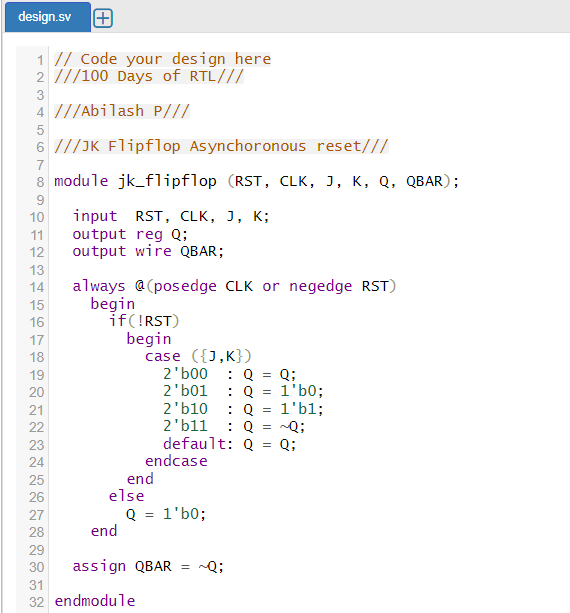 design.sv
1 // Code your design here
2 ///100 Days of RTL///
3
4 ///Abilash P///
5
6 ///JK Flipflop Asynchoronous reset///
7
8 module jk_flipflop (RST, CLK, J, K, Q, QBAR);
9
10   input  RST, CLK, J, K;
11   output reg Q;
12   output wire QBAR;
13
14   always @(posedge CLK or negedge RST)
15     begin
16       if(!RST)
17         begin
18           case ({J,K})
19             2'b00  : Q = Q;
20             2'b01  : Q = 1'b0;
21             2'b10  : Q = 1'b1;
22             2'b11  : Q = ~Q;
23             default: Q = Q;
24           endcase
25         end
26       else
27         Q = 1'b0;
28     end
29
30   assign QBAR = ~Q;
31
32 endmodule